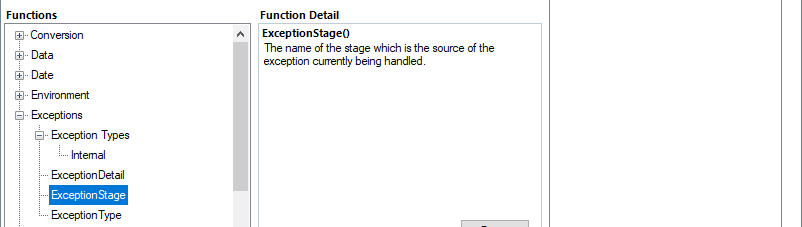 Functions
Conversion
Data
Date
Environment
Exceptions
Exception Types
Internal
ExceptionDetail
ExceptionStage
ExceptionType
Function Detail
ExceptionStage()
The name of the stage which is the source of the
exception currently being handled.